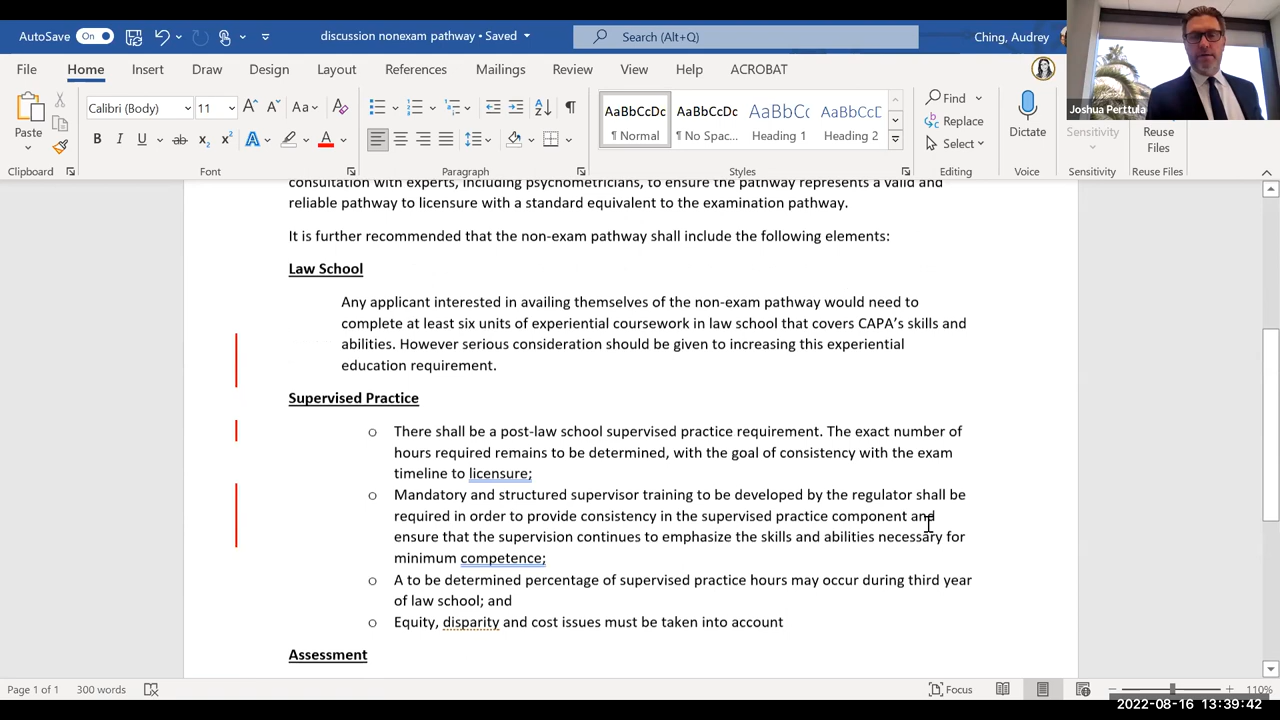 AutoSave On
discussion nonexam pathway • Saved
Search (Alt+Q)
Ching, Audrey
File Home Insert Draw Design Layout References Mailings Review View Help ACROBAT
Joshua Perttula
Paste
Calibri (Body) 11
Aa
B I U ab x₂ x² A A
AaBbCcDc AaBbCcDc AaBbCc AaBbCcE
¶ Normal ¶ No Spac... Heading 1 Heading 2
Find
Replace
Select
Dictate
Sensitivity
Reuse
Files
Clipboard Font Paragraph Styles Editing Voice Sensitivity Reuse Files
consultation with experts, including psychometricians, to ensure the pathway represents a valid and
reliable pathway to licensure with a standard equivalent to the examination pathway.
It is further recommended that the non-exam pathway shall include the following elements:
Law School
Any applicant interested in availing themselves of the non-exam pathway would need to
complete at least six units of experiential coursework in law school that covers CAPA's skills and
abilities. However serious consideration should be given to increasing this experiential
education requirement.
Supervised Practice
o There shall be a post-law school supervised practice requirement. The exact number of
hours required remains to be determined, with the goal of consistency with the exam
timeline to licensure;
o Mandatory and structured supervisor training to be developed by the regulator shall be
required in order to provide consistency in the supervised practice component and
ensure that the supervision continues to emphasize the skills and abilities necessary for
minimum competence;
o A to be determined percentage of supervised practice hours may occur during third year
of law school; and
o Equity, disparity and cost issues must be taken into account
Assessment
Page 1 of 1 300 words Focus 110%
2022-08-16 13:39:42